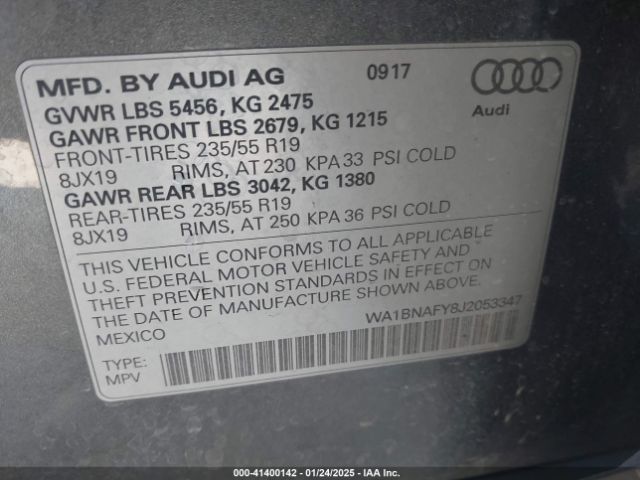 MFD. BY AUDI AG 0917
GVWR LBS 5456, KG 2475
GAWR FRONT LBS 2679, KG 1215
FRONT-TIRES 235/55 R19
8JX19 RIMS, AT 230 KPA 33 PSI COLD
GAWR REAR LBS 3042, KG 1380
REAR-TIRES 235/55 R19
8JX19 RIMS, AT 250 KPA 36 PSI COLD
Audi
THIS VEHICLE CONFORMS TO ALL APPLICABLE
U.S. FEDERAL MOTOR VEHICLE SAFETY AND
THEFT PREVENTION STANDARDS IN EFFECT ON
THE DATE OF MANUFACTURE SHOWN ABOVE.
MEXICO WA1BNAFY8J2053347
TYPE:
MPV
000-41400142 - 01/24/2025 - IAA Inc.